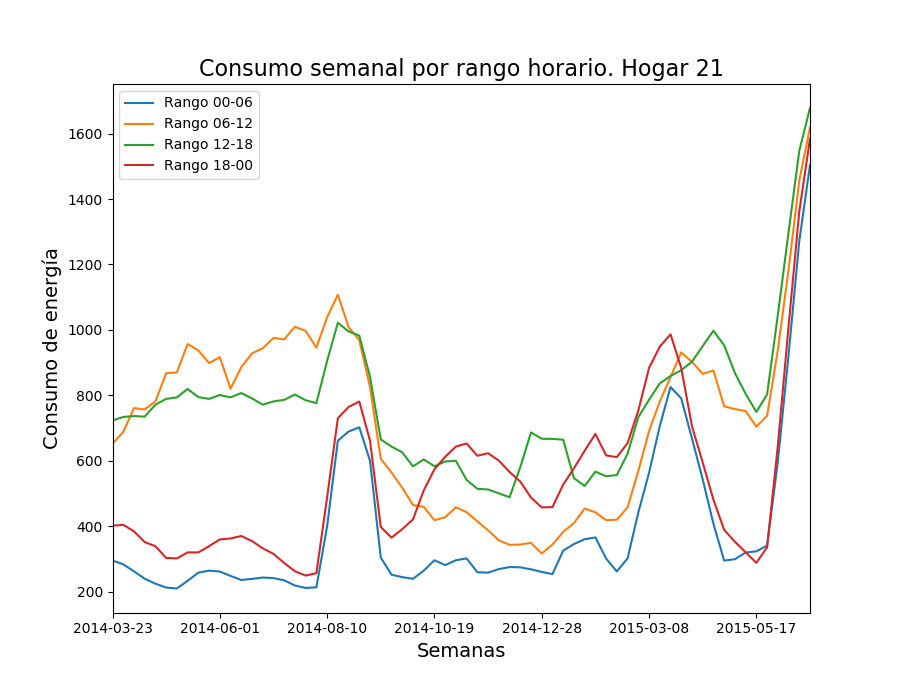 Consumo semanal por rango horario. Hogar 21
Rango 00-06
Rango 06-12
Rango 12-18
Rango 18-00
Consumo de energía
1600
1400
1200
1000
800
600
400
200
2014-03-23
2014-06-01
2014-08-10
2014-10-19
2014-12-28
2015-03-08
2015-05-17
Semanas